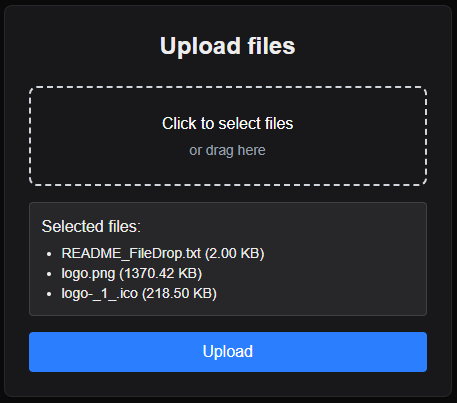 Upload files
Click to select files
or drag here
Selected files:
README_FileDrop.txt (2.00 KB)
logo.png (1370.42 KB)
logo-_1_.ico (218.50 KB)
Upload